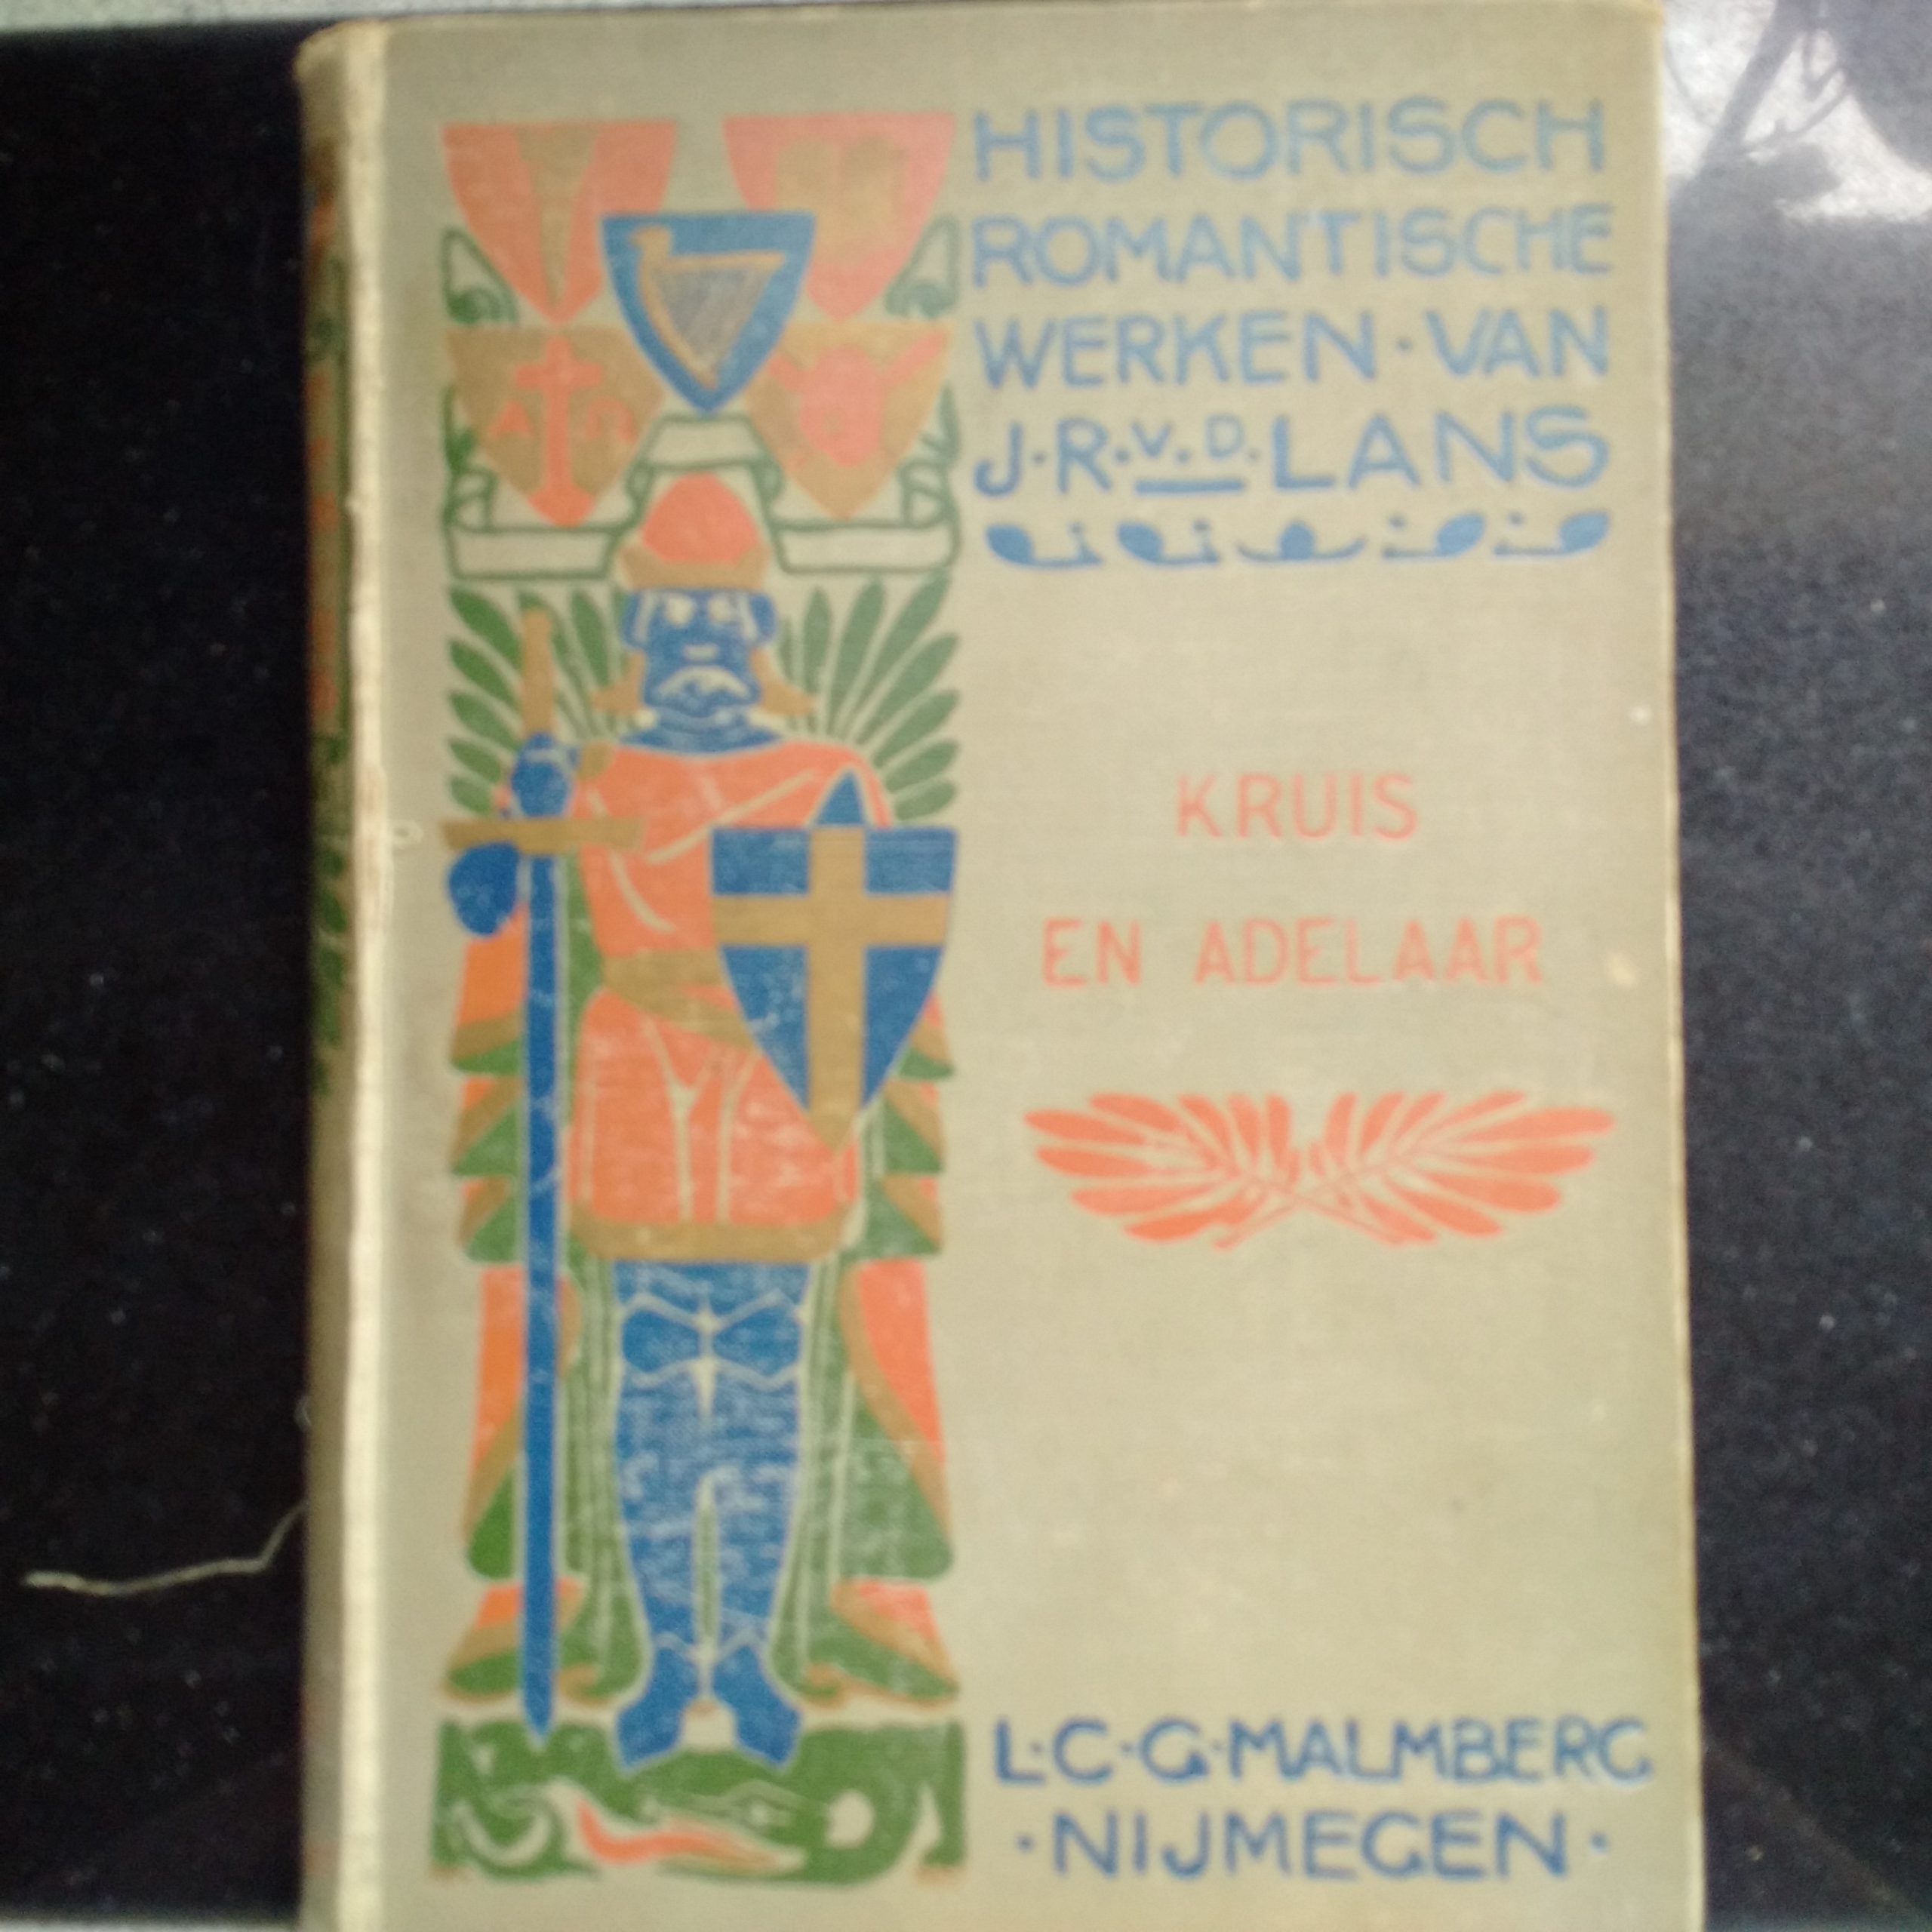 HISTORISCH
ROMANTISCHE
WERKEN · VAN
J · R · V. D. LANS
Α Ω
KRUIS
EN ADELAAR
L · C · G · MALMBERG
· NIJMEGEN ·